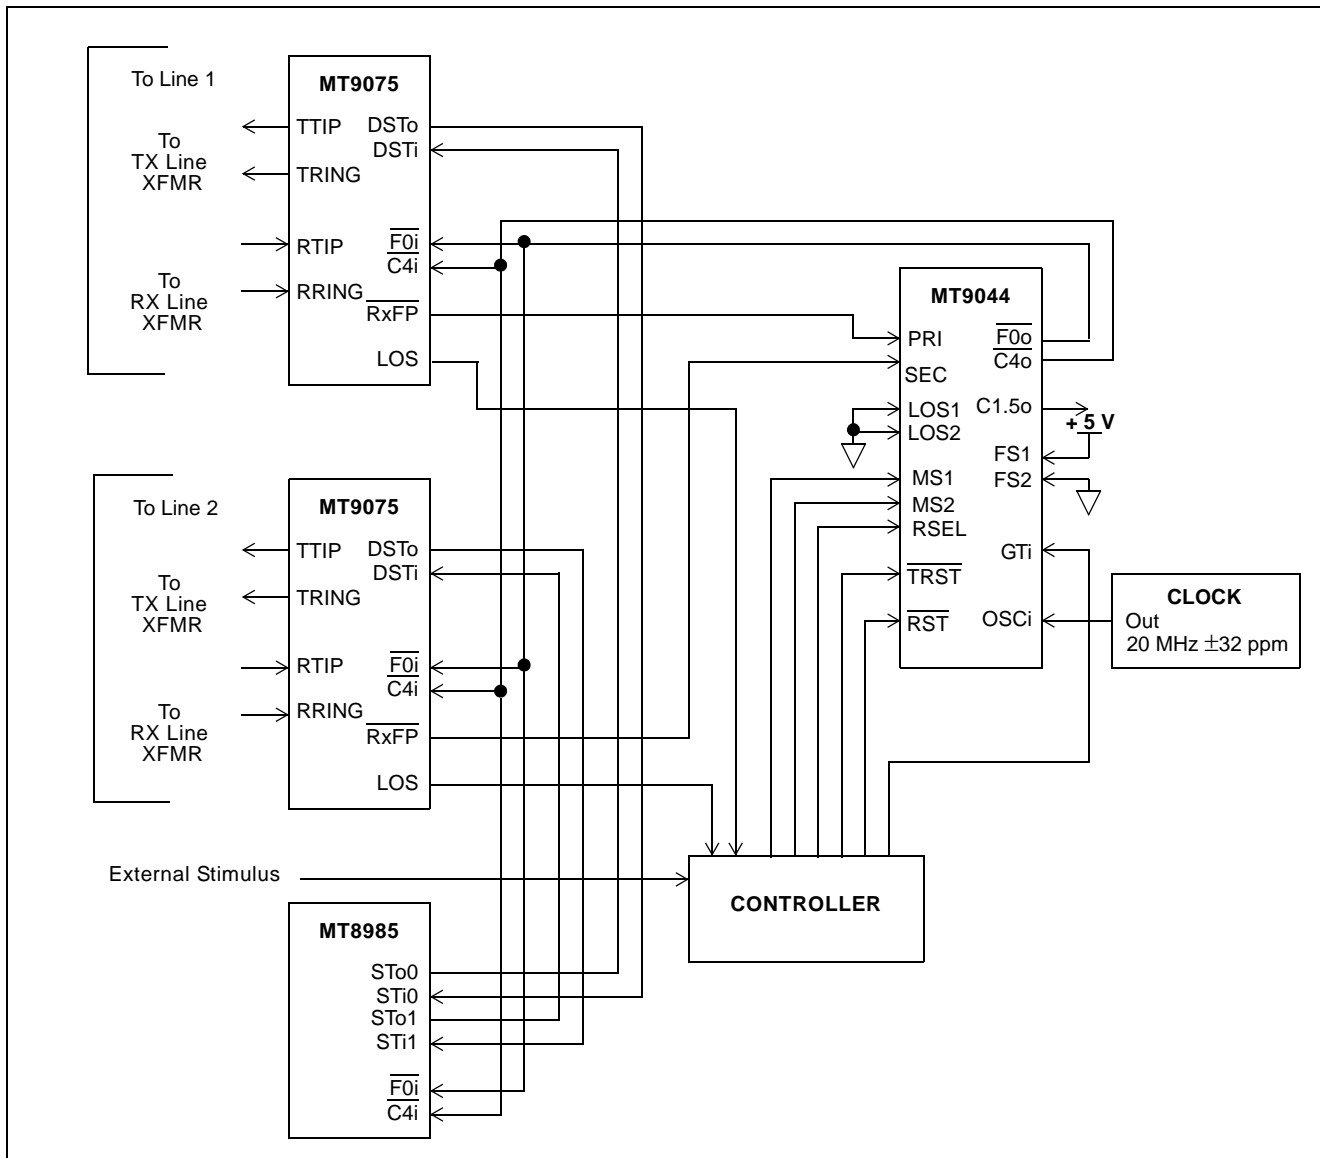 To Line 1
To
TX Line
XFMR
To
RX Line
XFMR
MT9075
TTIP
DSTo
DSTi
TRING
RTIP
F0i
C4i
RRING
RxFP
LOS
MT9044
PRI
F0o
C4o
SEC
LOS1
C1.5o
LOS2
+ 5 V
FS1
MS1
FS2
MS2
RSEL
GTi
TRST
RST
OSCi
CLOCK
Out
20 MHz ±32 ppm
To Line 2
To
TX Line
XFMR
To
RX Line
XFMR
MT9075
TTIP
DSTo
DSTi
TRING
RTIP
F0i
C4i
RRING
RxFP
LOS
External Stimulus
CONTROLLER
MT8985
STo0
STi0
STo1
STi1
F0i
C4i